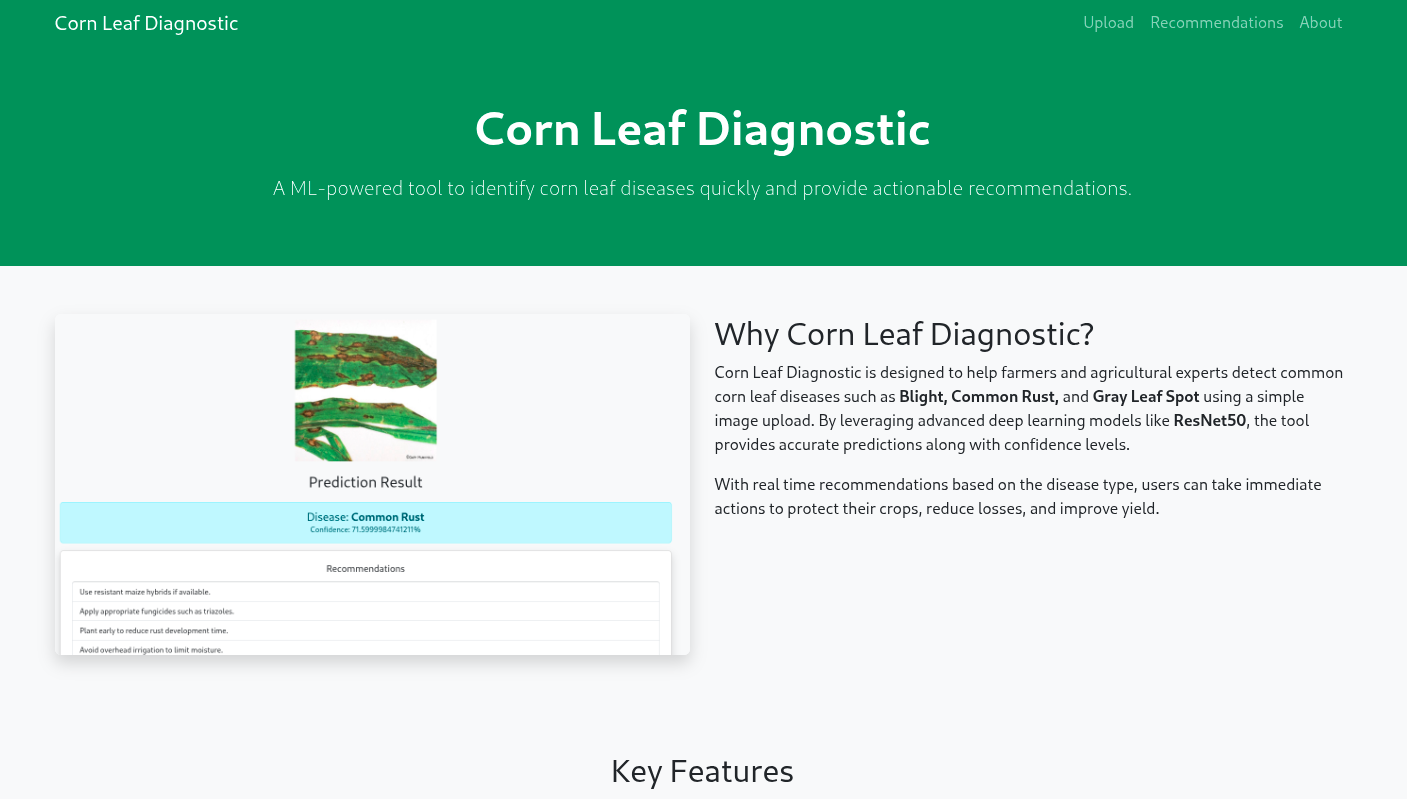 Corn Leaf Diagnostic
Upload Recommendations About
Corn Leaf Diagnostic
A ML-powered tool to identify corn leaf diseases quickly and provide actionable recommendations.
Prediction Result
Disease: Common Rust
Confidence: 71.5999984741211%
Recommendations
Use resistant maize hybrids if available.
Apply appropriate fungicides such as triazoles.
Plant early to reduce rust development time.
Avoid overhead irrigation to limit moisture.
Why Corn Leaf Diagnostic?
Corn Leaf Diagnostic is designed to help farmers and agricultural experts detect common
corn leaf diseases such as Blight, Common Rust, and Gray Leaf Spot using a simple
image upload. By leveraging advanced deep learning models like ResNet50, the tool
provides accurate predictions along with confidence levels.
With real time recommendations based on the disease type, users can take immediate
actions to protect their crops, reduce losses, and improve yield.
Key Features